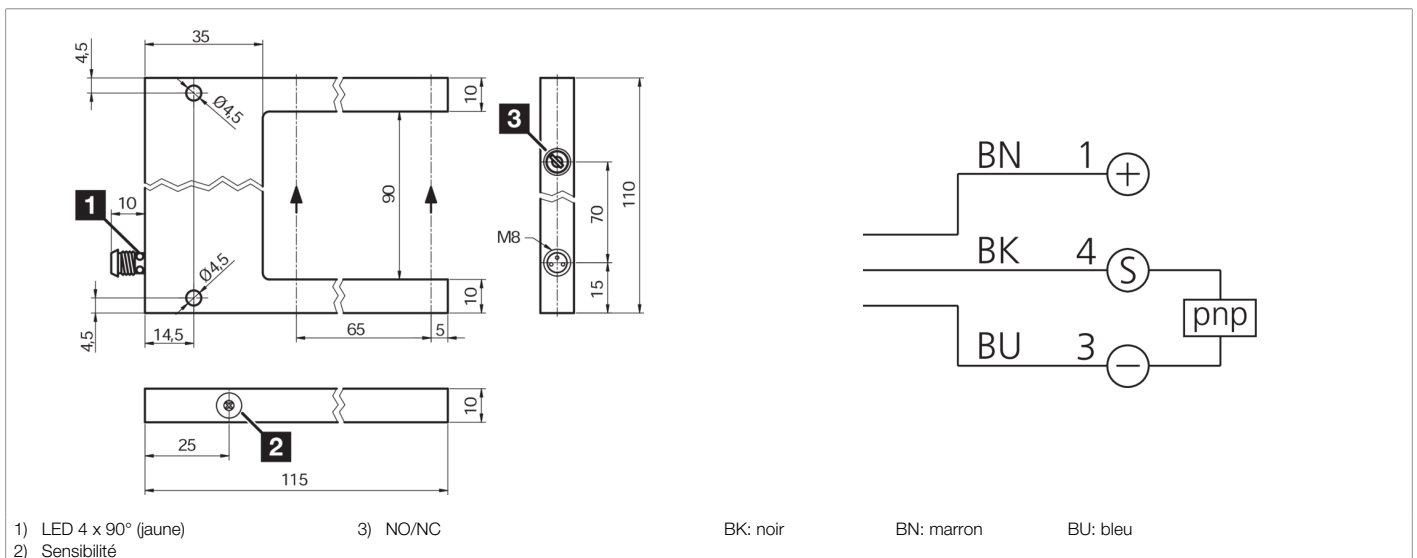 35
4,5
Ø4,5
10
3
90
110
70
M8
15
1
10
Ø4,5
10
65
5
14,5
4,5
10
25
2
115
BN 1 +
BK 4 S
pnp
BU 3 −
1) LED 4 x 90° (jaune)
2) Sensibilité
3) NO/NC
BK: noir
BN: marron
BU: bleu